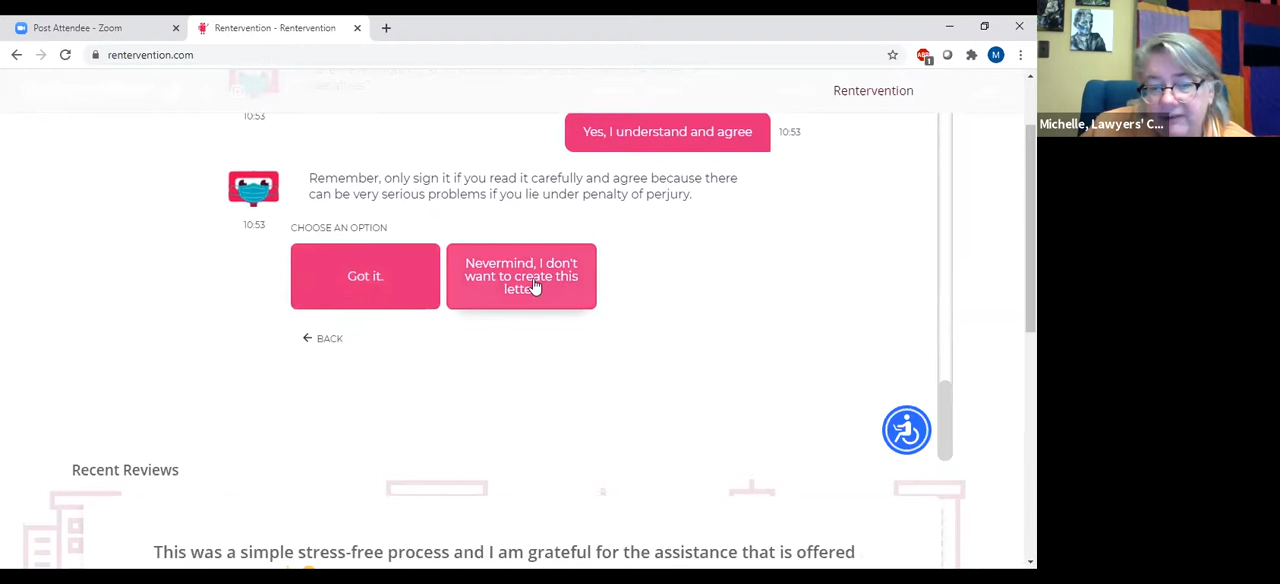 Post Attendee - Zoom
Rentervention - Rentervention
rentervention.com
ABP
1
M
Michelle, Lawyers' C...
Rentervention
10:53
Yes, I understand and agree
10:53
Remember, only sign it if you read it carefully and agree because there
can be very serious problems if you lie under penalty of perjury.
10:53
CHOOSE AN OPTION
Got it.
Nevermind, I don't
want to create this
BACK
Recent Reviews
This was a simple stress-free process and I am grateful for the assistance that is offered